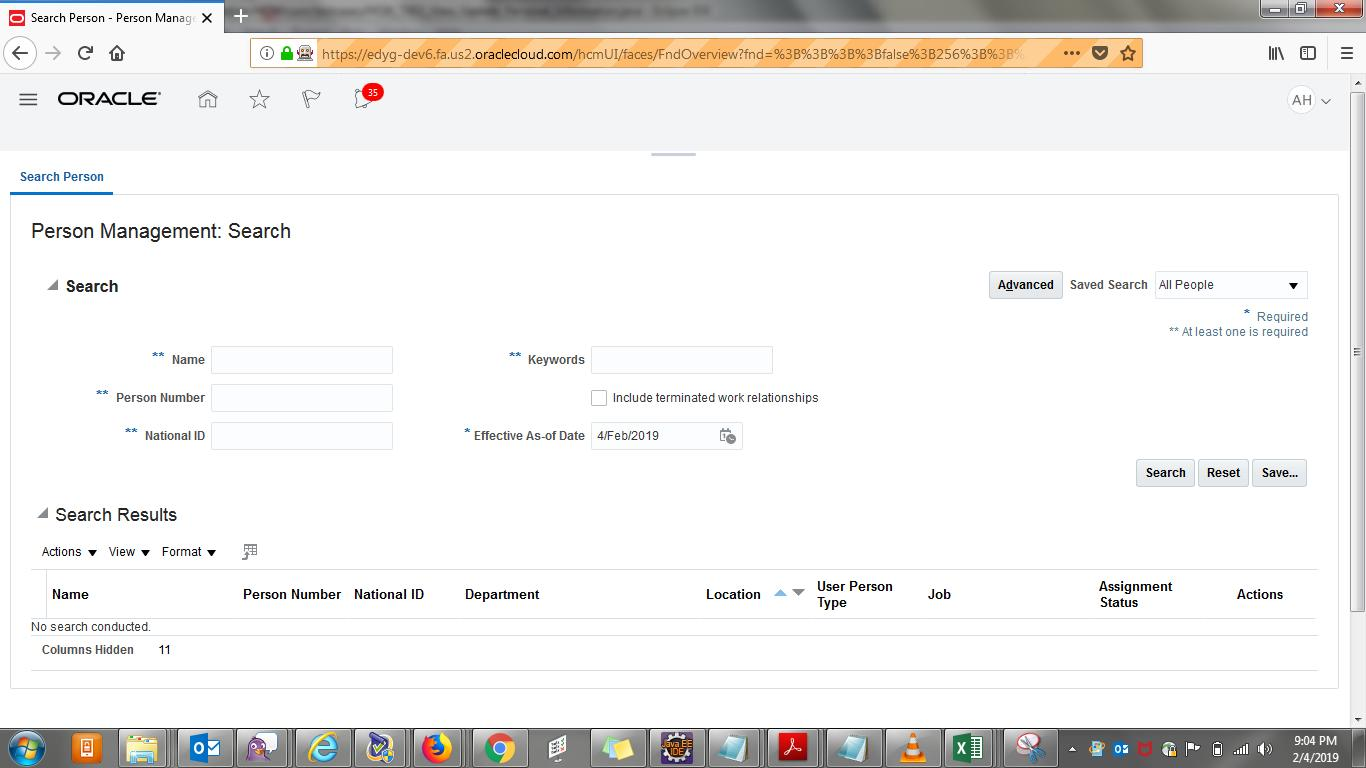 Search Person - Person Manage
https://edyg-dev6.fa.us2.oraclecloud.com/hcmUI/faces/FndOverview?fnd=%3B%3B%3B%3Bfalse%3B256%3B%3B%
ORACLE
35
AH
Search Person
Person Management: Search
Search
Advanced Saved Search All People
* Required
** At least one is required
** Name ** Keywords
** Person Number Include terminated work relationships
** National ID * Effective As-of Date 4/Feb/2019
Search Reset Save...
Search Results
Actions View Format
Name Person Number National ID Department Location User Person Type Job Assignment Status Actions
No search conducted.
Columns Hidden 11
Java EE
IDE
9:04 PM
2/4/2019